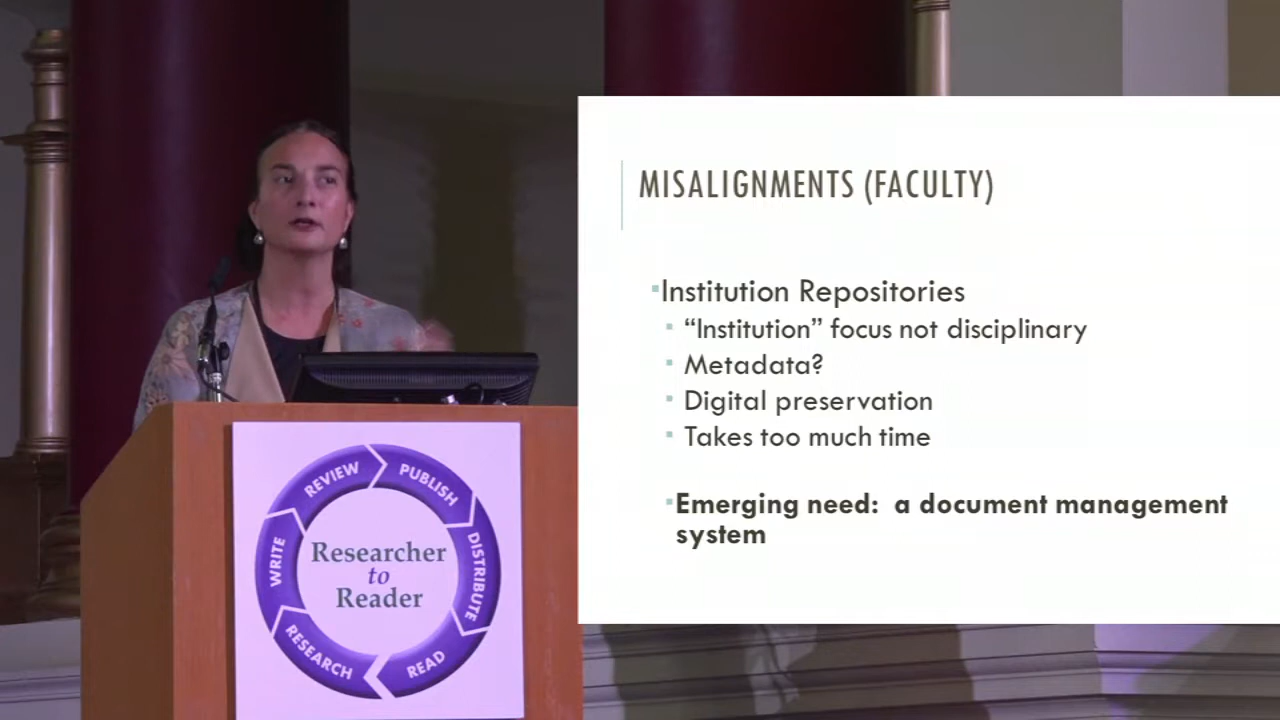 MISALIGNMENTS (FACULTY)
Institution Repositories
“Institution” focus not disciplinary
Metadata?
Digital preservation
Takes too much time
Emerging need: a document management
system
REVIEW
PUBLISH
DISTRIBUTE
READ
RESEARCH
WRITE
Researcher
to
Reader